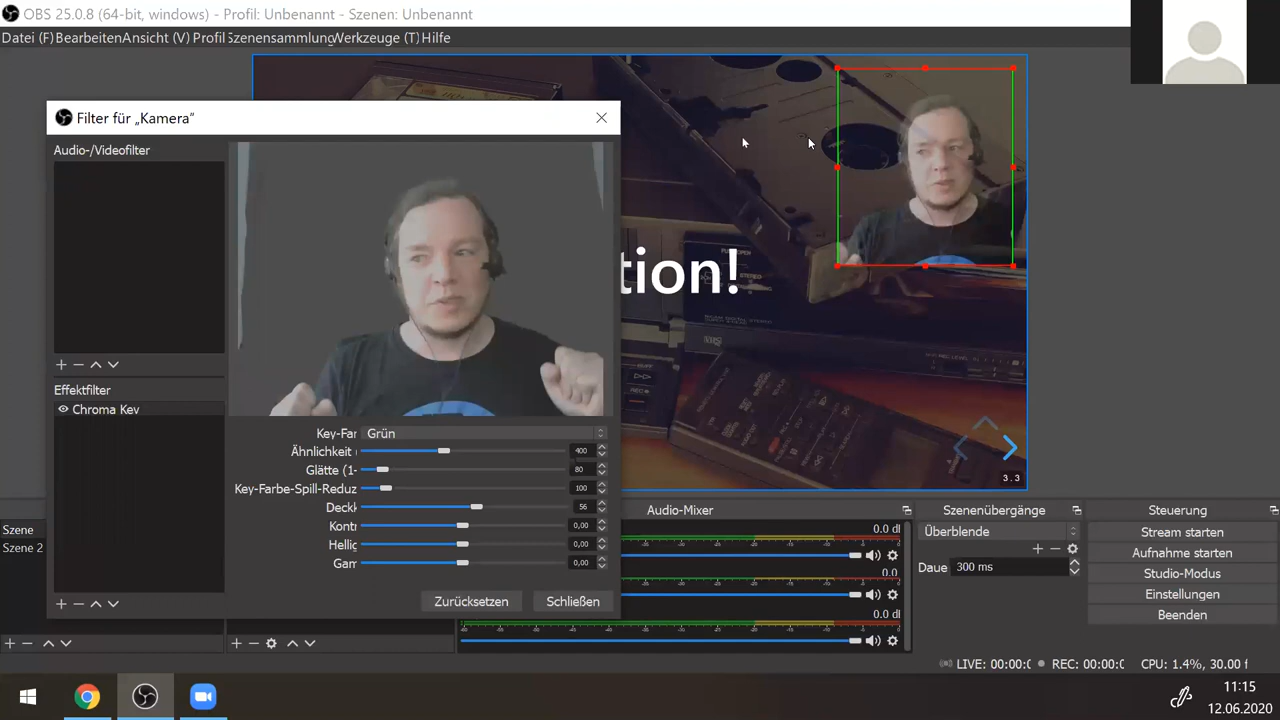 OBS 25.0.8 (64-bit, windows) - Profil: Unbenannt - Szenen: Unbenannt
Datei (F) Bearbeiten Ansicht (V) Profil Szenensammlung Werkzeuge (T) Hilfe
Filter für „Kamera“
Audio-/Videofilter
Effektfilter
Chroma Key
Key-Far
Grün
Ähnlichkeit (
400
Glätte (1-
80
Key-Farbe-Spill-Reduz
100
Deckk
56
Kontr
0,00
Hellig
0,00
Gam
0,00
Zurücksetzen
Schließen
tion!
3.3
Szene
Szene 2
Audio-Mixer
0.0 dl
0.0
0.0 dl
Szenenübergänge
Überblende
Daue
300 ms
Steuerung
Stream starten
Aufnahme starten
Studio-Modus
Einstellungen
Beenden
LIVE: 00:00:0
REC: 00:00:0
CPU: 1.4%, 30.00 f
11:15
12.06.2020